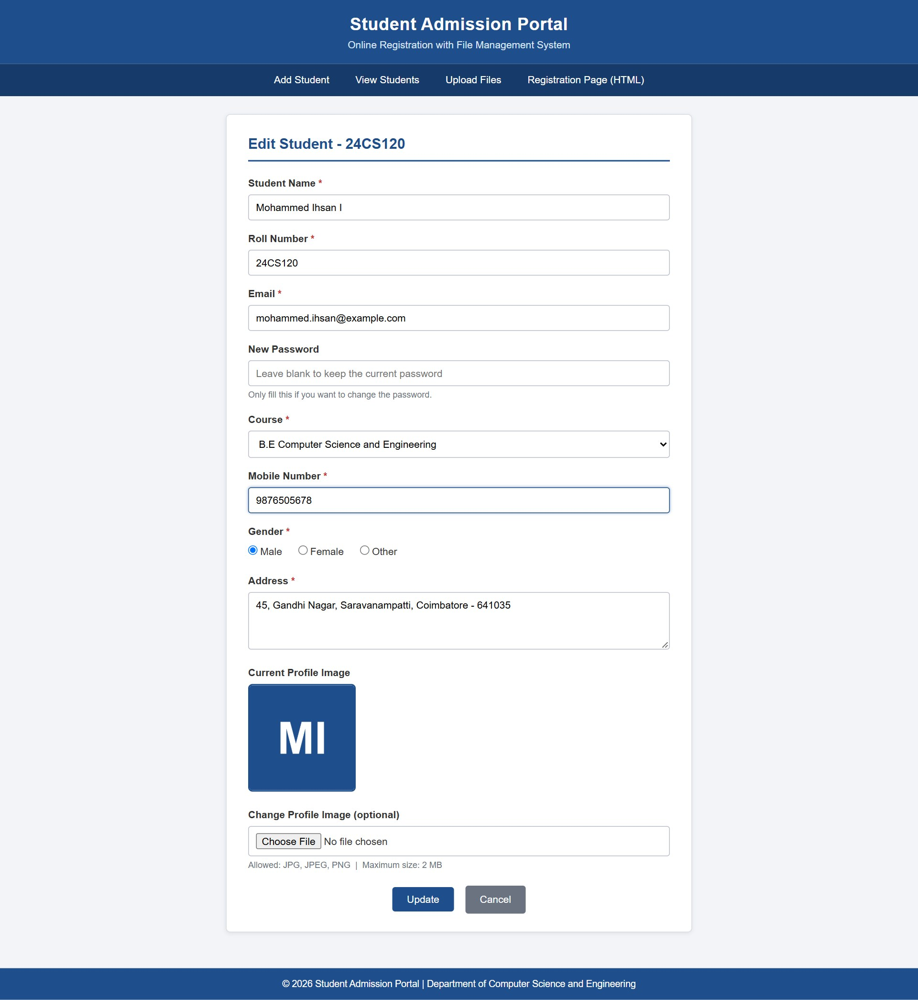 Student Admission Portal
Online Registration with File Management System
Add Student View Students Upload Files Registration Page (HTML)
Edit Student - 24CS120
Student Name *
Mohammed Ihsan I
Roll Number *
24CS120
Email *
mohammed.ihsan@example.com
New Password
Leave blank to keep the current password
Only fill this if you want to change the password.
Course *
B.E Computer Science and Engineering
Mobile Number *
9876505678
Gender *
Male Female Other
Address *
45, Gandhi Nagar, Saravanampatti, Coimbatore - 641035
Current Profile Image
MI
Change Profile Image (optional)
Choose File No file chosen
Allowed: JPG, JPEG, PNG | Maximum size: 2 MB
Update Cancel
© 2026 Student Admission Portal | Department of Computer Science and Engineering